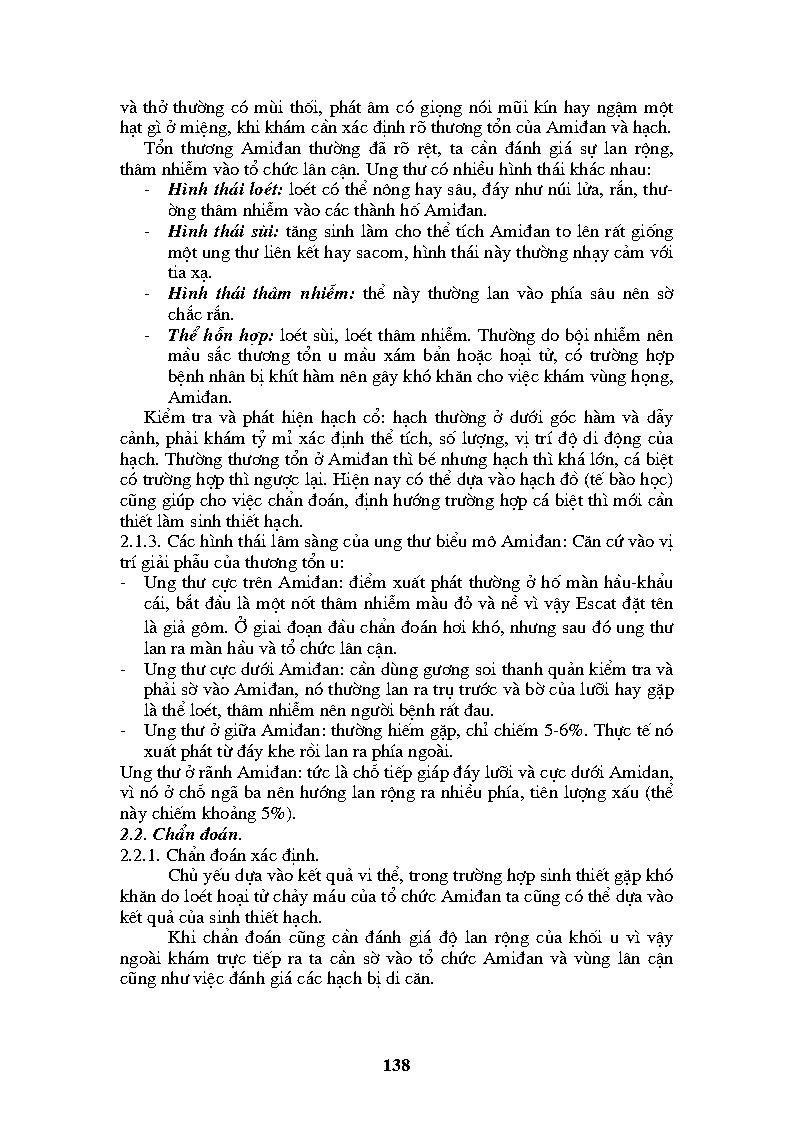 và thở thường có mùi thối, phát âm có giọng nói mũi kín hay ngậm một
hạt gì ở miệng, khi khám cần xác định rõ thương tổn của Amiđan và hạch.
Tổn thương Amiđan thường đã rõ rệt, ta cần đánh giá sự lan rộng,
thâm nhiễm vào tổ chức lân cận. Ung thư có nhiều hình thái khác nhau:
- Hình thái loét: loét có thể nông hay sâu, đáy như núi lửa, rắn, thư-
ờng thâm nhiễm vào các thành hố Amiđan.
- Hình thái sùi: tăng sinh làm cho thể tích Amiđan to lên rất giống
một ung thư liên kết hay sacom, hình thái này thường nhạy cảm với
tia xạ.
- Hình thái thâm nhiễm: thể này thường lan vào phía sâu nên sờ
chắc rắn.
- Thể hỗn hợp: loét sùi, loét thâm nhiễm. Thường do bội nhiễm nên
mầu sắc thương tổn u mầu xám bẩn hoặc hoại tử, có trường hợp
bệnh nhân bị khít hàm nên gây khó khăn cho việc khám vùng họng,
Amiđan.
Kiểm tra và phát hiện hạch cổ: hạch thường ở dưới góc hàm và dẫy
cảnh, phải khám tỷ mỉ xác định thể tích, số lượng, vị trí độ di động của
hạch. Thường thương tổn ở Amiđan thì bé nhưng hạch thì khá lớn, cá biệt
có trường hợp thì ngược lại. Hiện nay có thể dựa vào hạch đồ (tế bào học)
cũng giúp cho việc chẩn đoán, định hướng trường hợp cá biệt thì mới cần
thiết làm sinh thiết hạch.
2.1.3. Các hình thái lâm sàng của ung thư biểu mô Amiđan: Căn cứ vào vị
trí giải phẫu của thương tổn u:
- Ung thư cực trên Amiđan: điểm xuất phát thường ở hố màn hầu-khẩu
cái, bắt đầu là một nốt thâm nhiễm màu đỏ và nề vì vậy Escat đặt tên
là giả gôm. Ở giai đoạn đầu chẩn đoán hơi khó, nhưng sau đó ung thư
lan ra màn hầu và tổ chức lân cận.
- Ung thư cực dưới Amiđan: cần dùng gương soi thanh quản kiểm tra và
phải sờ vào Amiđan, nó thường lan ra trụ trước và bờ của lưỡi hay gặp
là thể loét, thâm nhiễm nên người bệnh rất đau.
- Ung thư ở giữa Amiđan: thường hiếm gặp, chỉ chiếm 5-6%. Thực tế nó
xuất phát từ đáy khe rồi lan ra phía ngoài.
Ung thư ở rãnh Amiđan: tức là chỗ tiếp giáp đáy lưỡi và cực dưới Amidan,
vì nó ở chỗ ngã ba nên hướng lan rộng ra nhiều phía, tiên lượng xấu (thể
này chiếm khoảng 5%).
2.2. Chẩn đoán.
2.2.1. Chẩn đoán xác định.
Chủ yếu dựa vào kết quả vi thể, trong trường hợp sinh thiết gặp khó
khăn do loét hoại tử chảy máu của tổ chức Amiđan ta cũng có thể dựa vào
kết quả của sinh thiết hạch.
Khi chẩn đoán cũng cần đánh giá độ lan rộng của khối u vì vậy
ngoài khám trực tiếp ra ta cần sờ vào tổ chức Amiđan và vùng lân cận
cũng như việc đánh giá các hạch bị di căn.
138